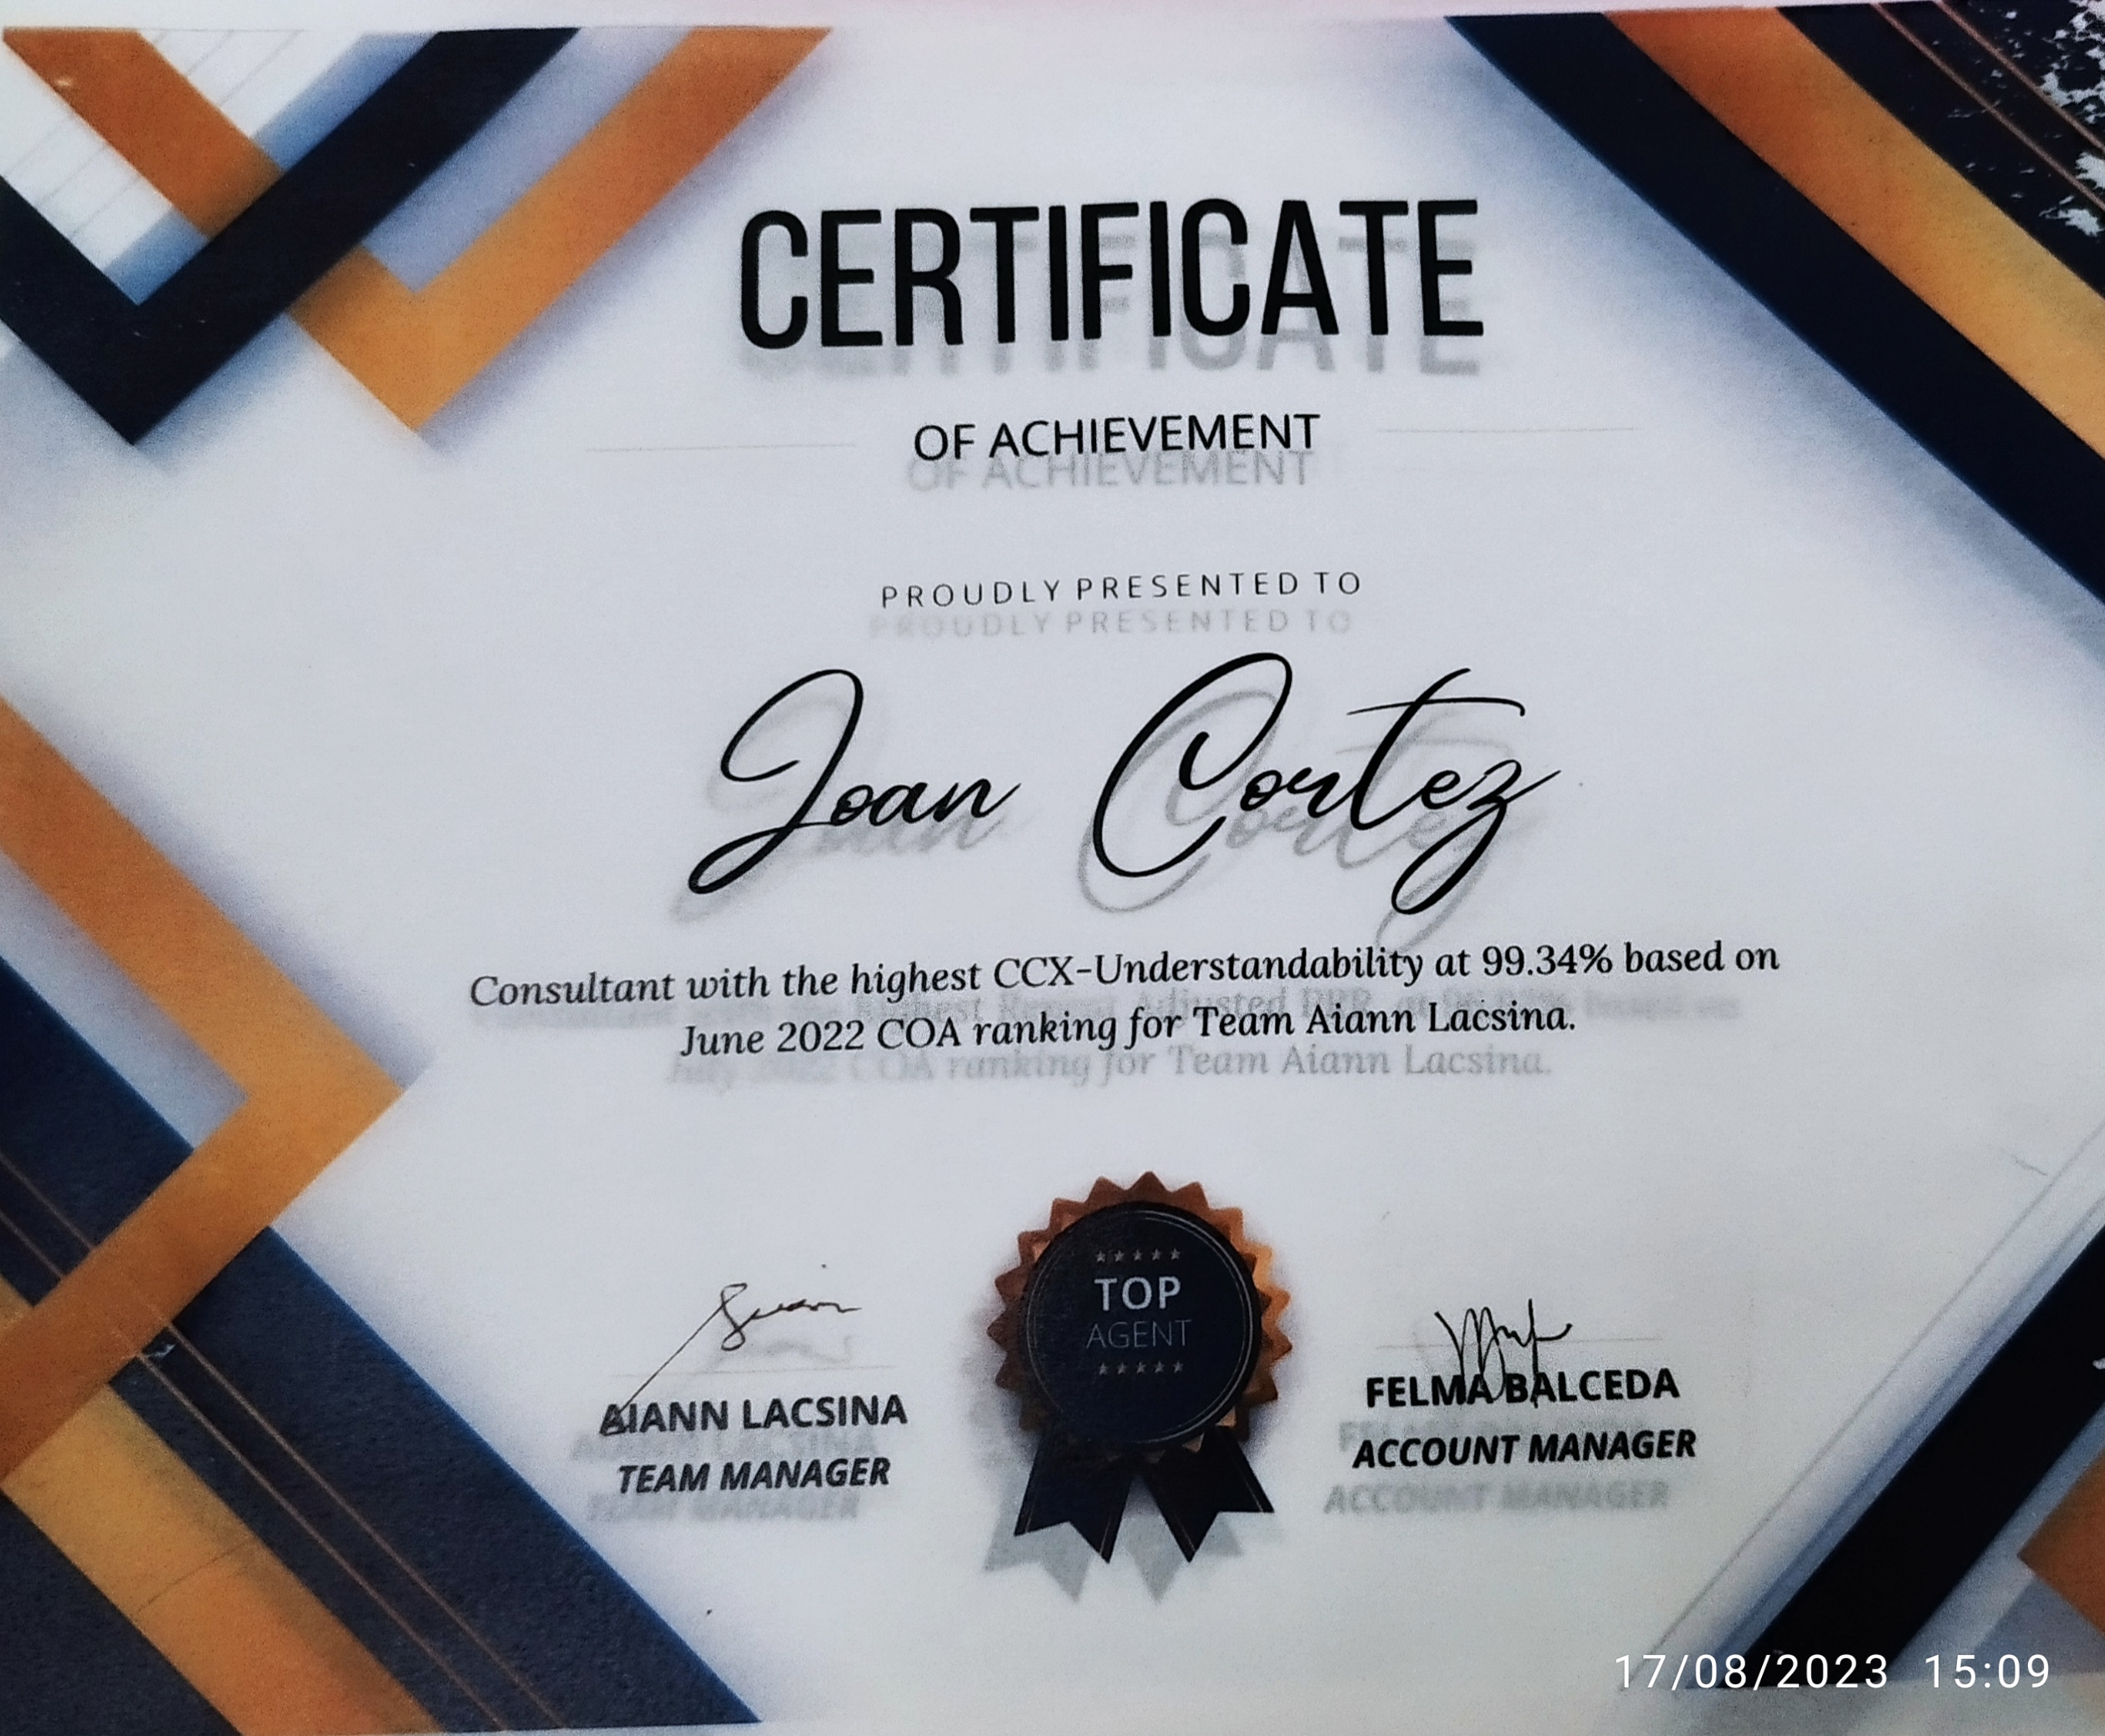 CERTIFICATE
OF ACHIEVEMENT
PROUDLY PRESENTED TO
Joan Cortez
Consultant with the highest CCX-Understandability at 99.34% based on
June 2022 COA ranking for Team Aiann Lacsina.
TOP
AGENT
AIANN LACSINA
TEAM MANAGER
FELMA BALCEDA
ACCOUNT MANAGER
17/08/2023 15:09